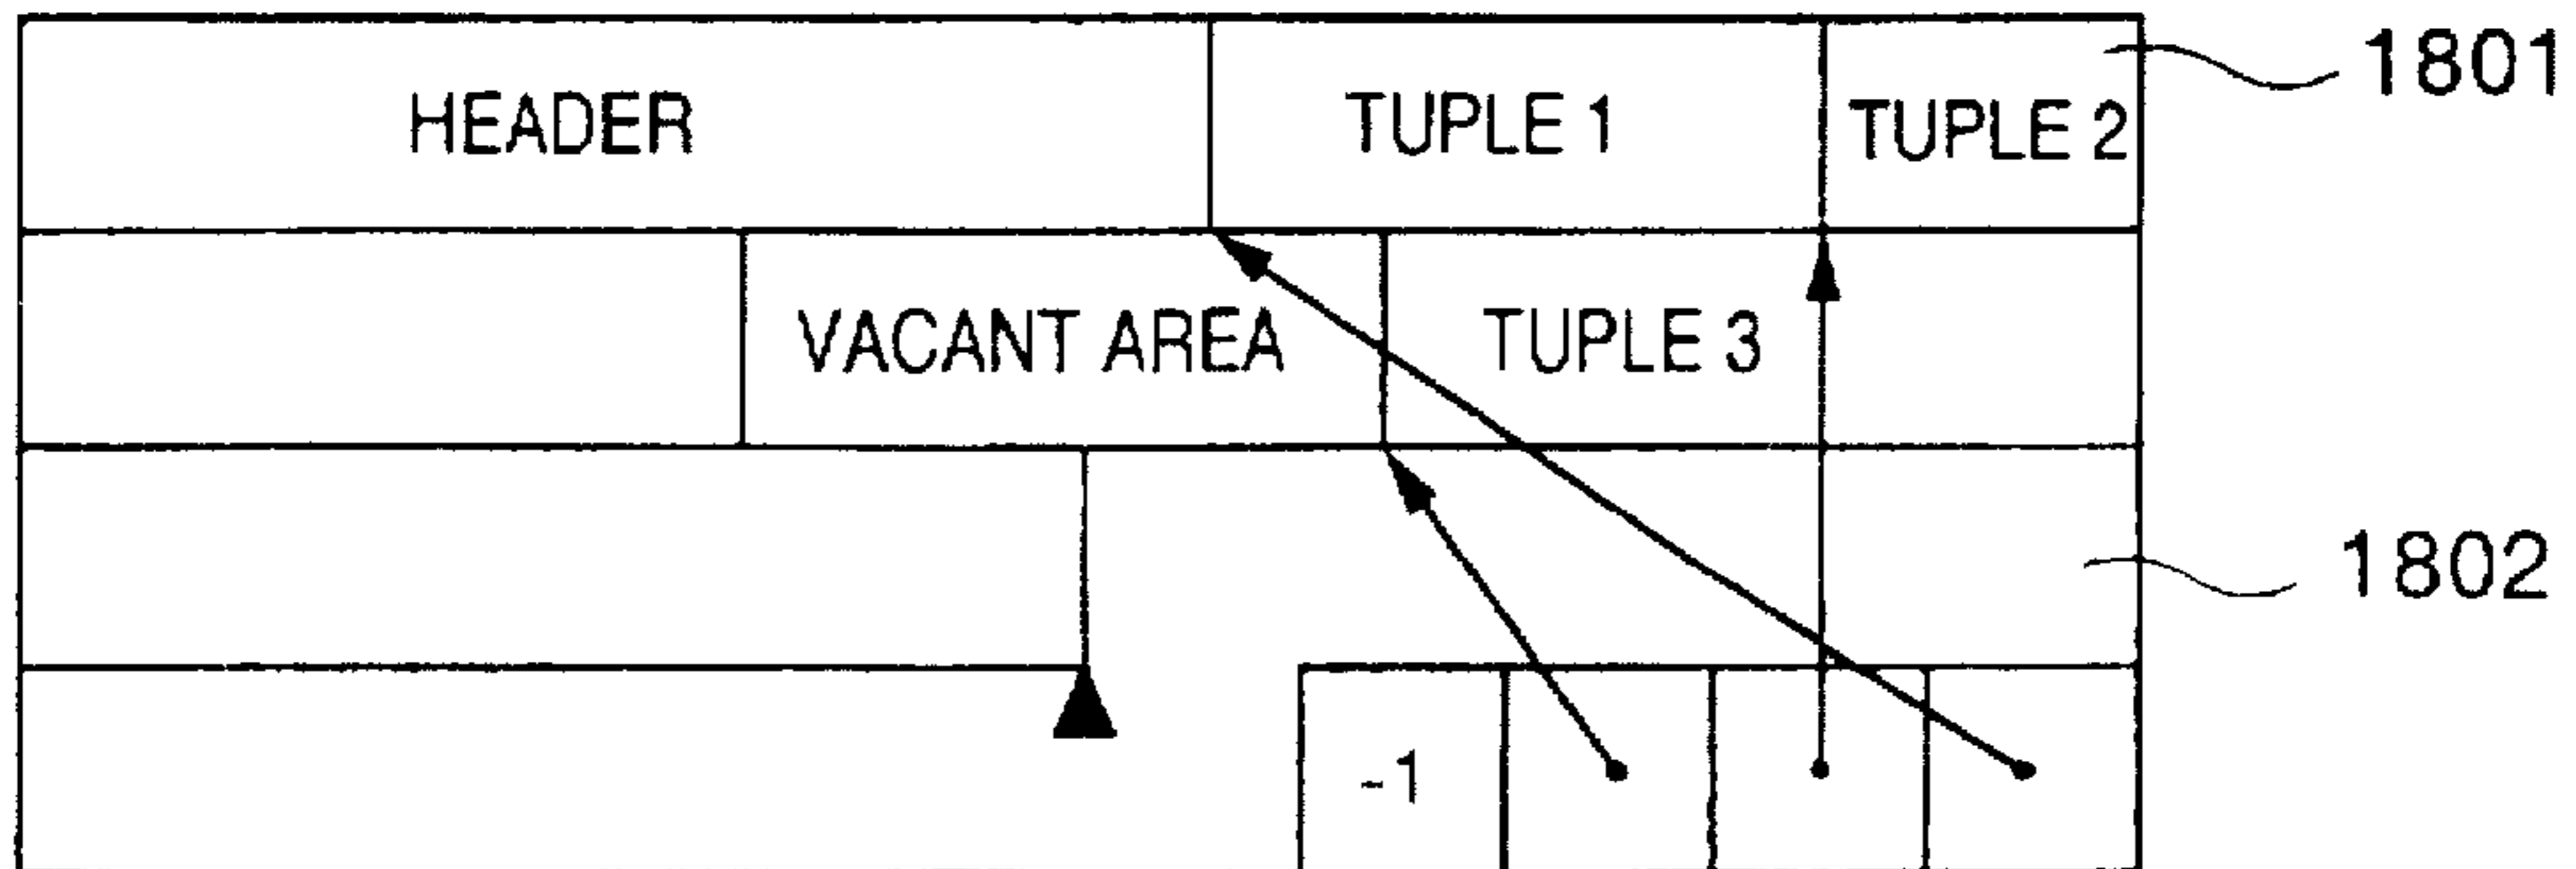 HEADER TUPLE 1 TUPLE 2 1801
VACANT AREA TUPLE 3
1802
-1